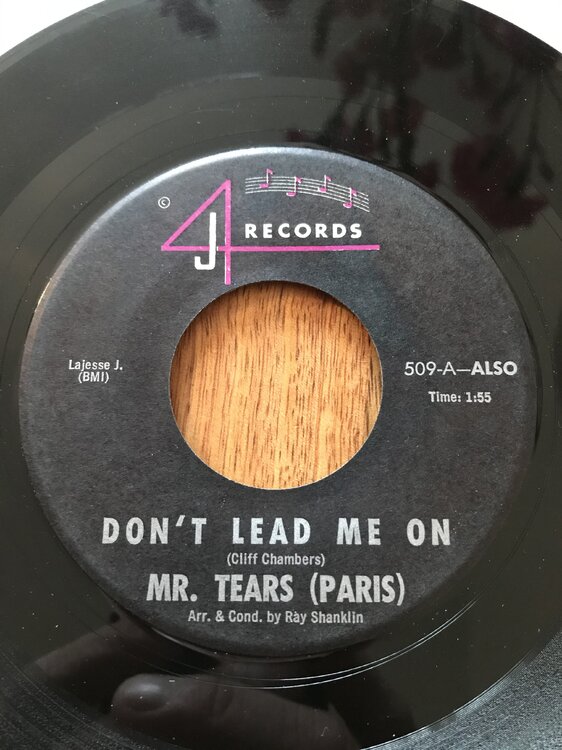 ©
4J RECORDS
Lajesse J.
(BMI)
509-A—ALSO
Time: 1:55
DON'T LEAD ME ON
(Cliff Chambers)
MR. TEARS (PARIS)
Arr. & Cond. by Ray Shanklin